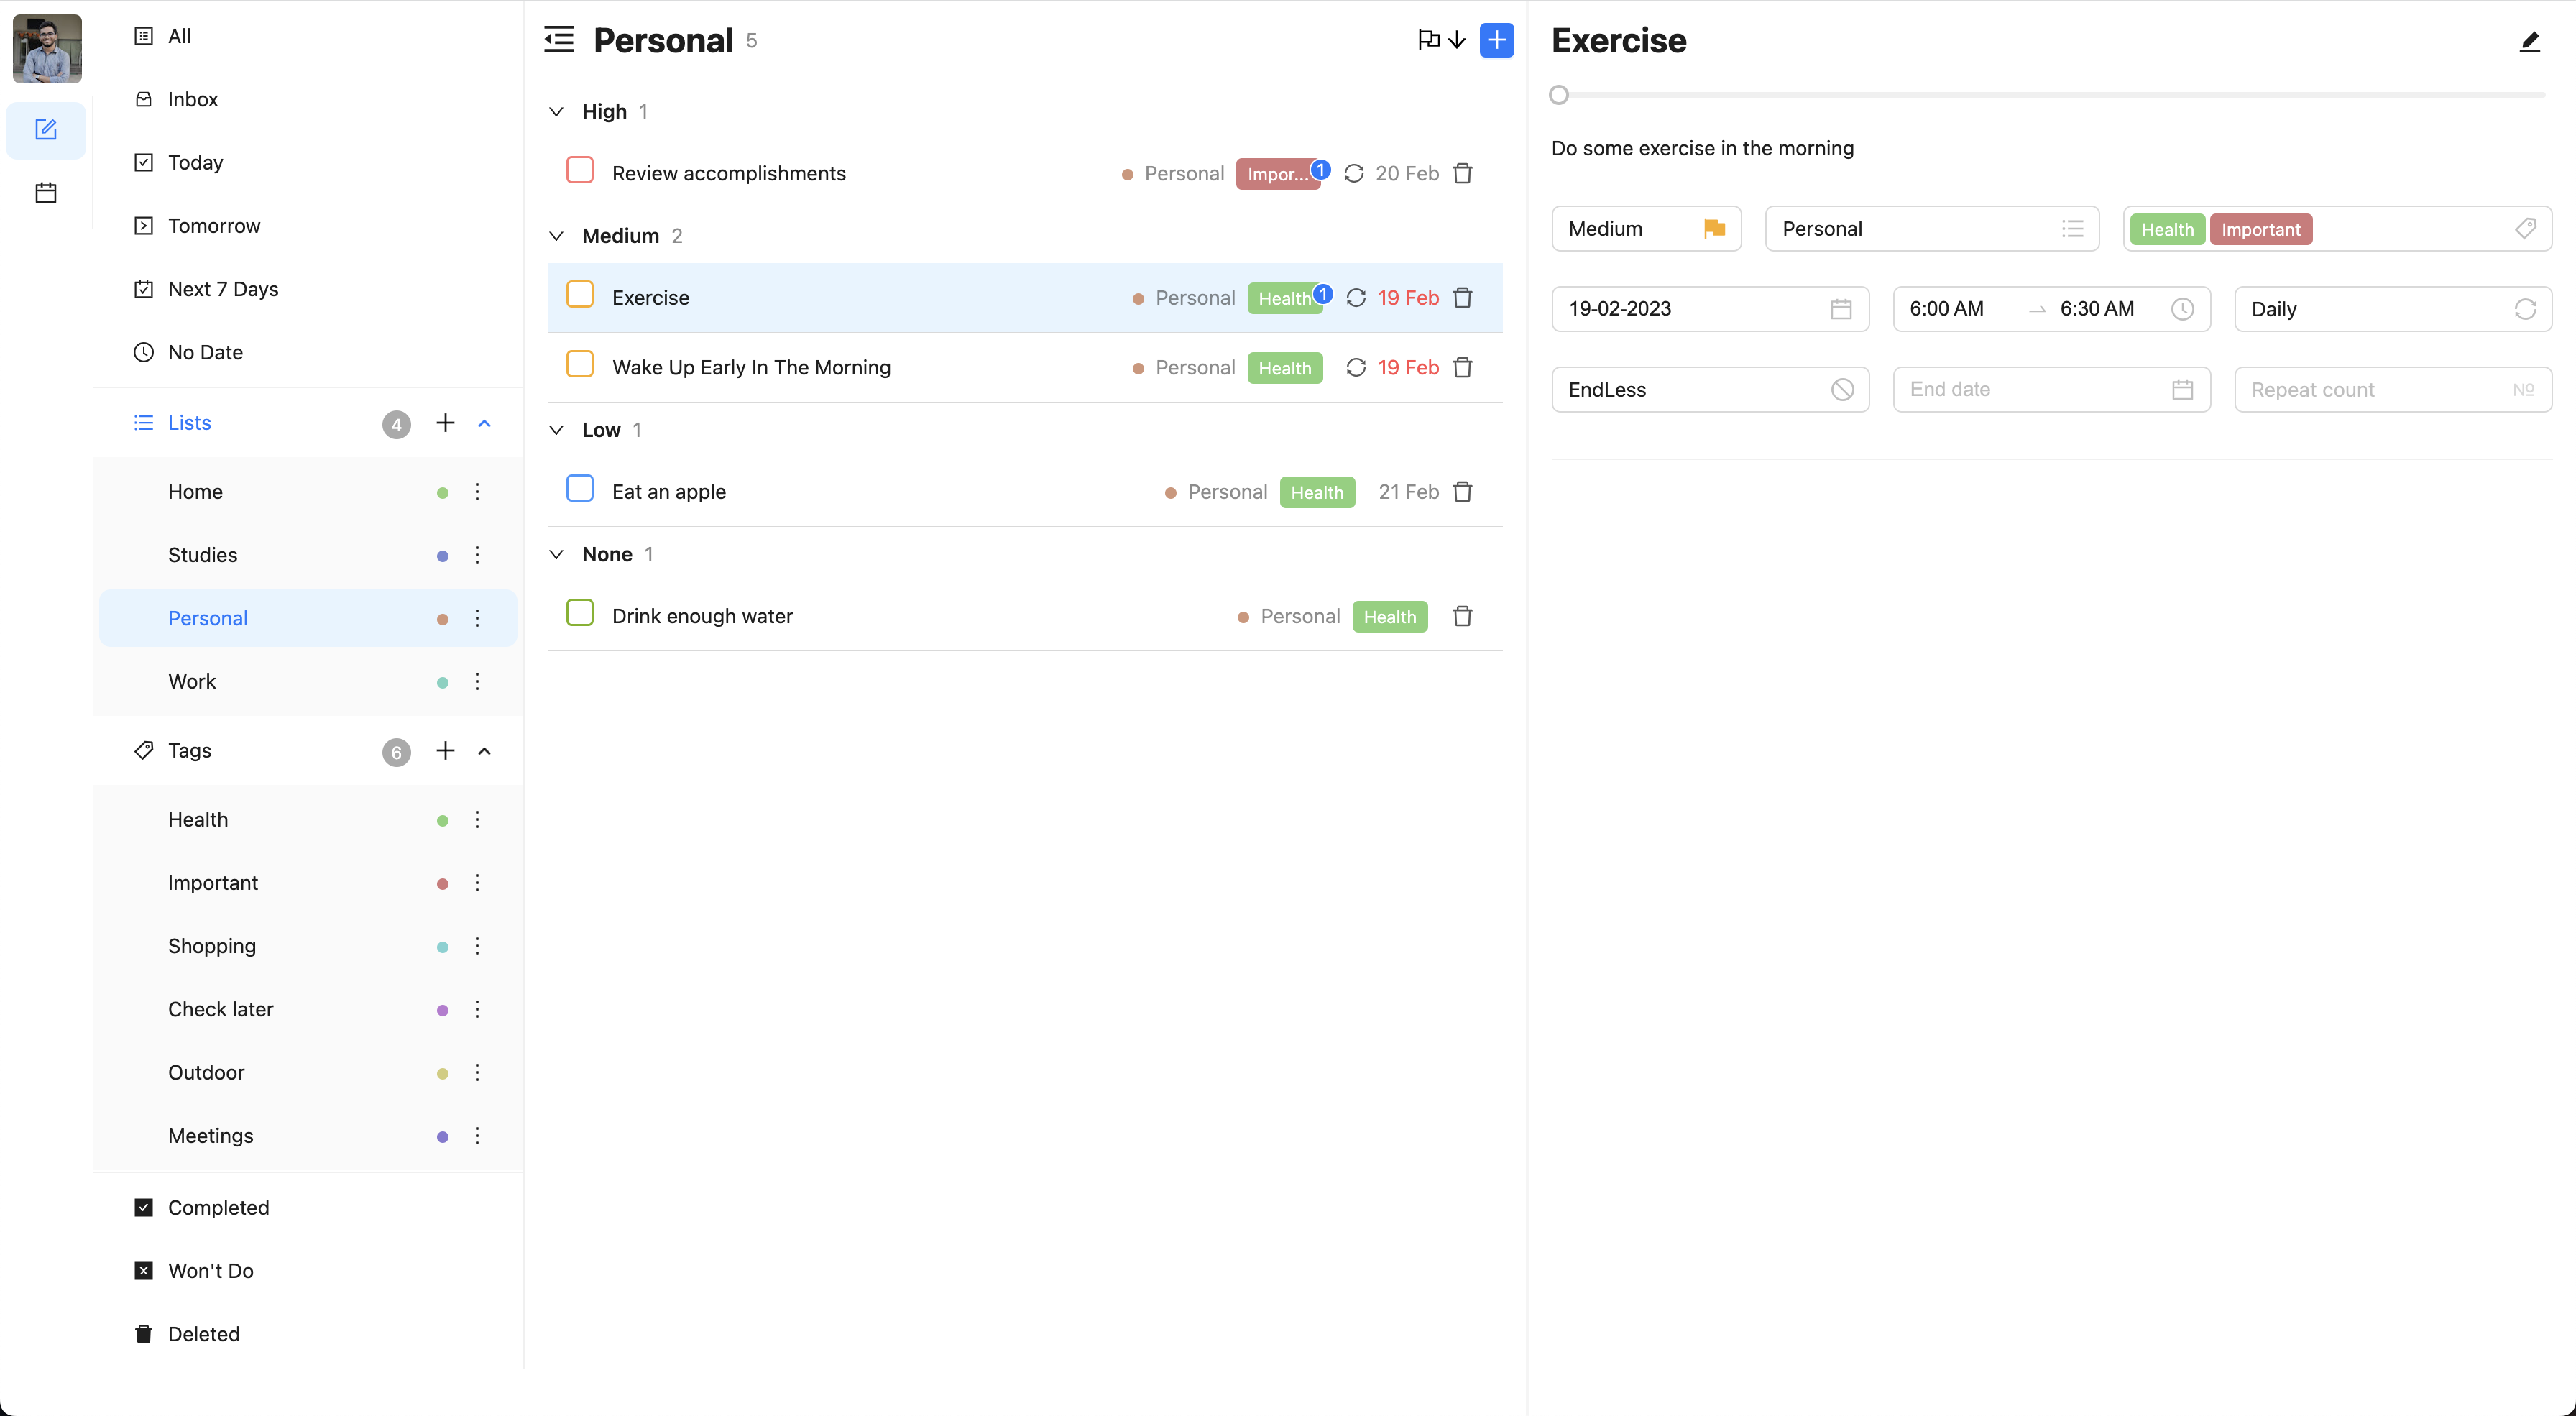 All
Inbox
Today
Tomorrow
Next 7 Days
No Date
Lists 4
Home
Studies
Personal
Work
Tags 6
Health
Important
Shopping
Check later
Outdoor
Meetings
Completed
Won't Do
Deleted
Personal 5
High 1
Review accomplishments Personal Impor... 1 20 Feb
Medium 2
Exercise Personal Health 1 19 Feb
Wake Up Early In The Morning Personal Health 19 Feb
Low 1
Eat an apple Personal Health 21 Feb
None 1
Drink enough water Personal Health
Exercise
Do some exercise in the morning
Medium Personal Health Important
19-02-2023 6:00 AM 6:30 AM Daily
EndLess End date Repeat count Nº